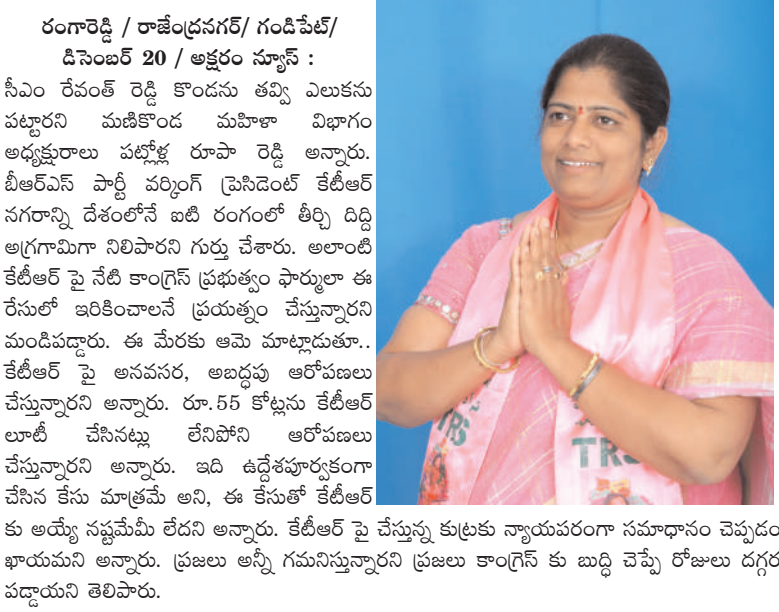 రంగారెడ్డి / రాజేంద్రనగర్/ గండిపేట్/
డిసెంబర్ 20 / అక్షరం న్యూస్ :
సీఎం రేవంత్ రెడ్డి కొండను తవ్వి ఎలుకను
పట్టారని మణికొండ మహిళా విభాగం
అధ్యక్షురాలు పట్లోళ్ల రూపా రెడ్డి అన్నారు.
బీఆర్ఎస్ పార్టీ వర్కింగ్ ప్రెసిడెంట్ కేటీఆర్
నగరాన్ని దేశంలోనే ఐటి రంగంలో తీర్చి దిద్ది
అగ్రగామిగా నిలిపారని గుర్తు చేశారు. అలాంటి
కేటీఆర్ పై నేటి కాంగ్రెస్ ప్రభుత్వం ఫార్ములా ఈ
రేసులో ఇరికించాలనే ప్రయత్నం చేస్తున్నారని
మండిపడ్డారు. ఈ మేరకు ఆమె మాట్లాడుతూ..
కేటీఆర్ పై అనవసర, అబద్ధపు ఆరోపణలు
చేస్తున్నారని అన్నారు. రూ.55 కోట్లను కేటీఆర్
లూటీ చేసినట్లు లేనిపోని ఆరోపణలు
చేస్తున్నారని అన్నారు. ఇది ఉద్దేశపూర్వకంగా
చేసిన కేసు మాత్రమే అని, ఈ కేసుతో కేటీఆర్
కు అయ్యే నష్టమేమీ లేదని అన్నారు. కేటీఆర్ పై చేస్తున్న కుట్రకు న్యాయపరంగా సమాధానం చెప్పడం
ఖాయమని అన్నారు. ప్రజలు అన్నీ గమనిస్తున్నారని ప్రజలు కాంగ్రెస్ కు బుద్ధి చెప్పే రోజులు దగ్గర
పడ్డాయని తెలిపారు.
TRS
TRS